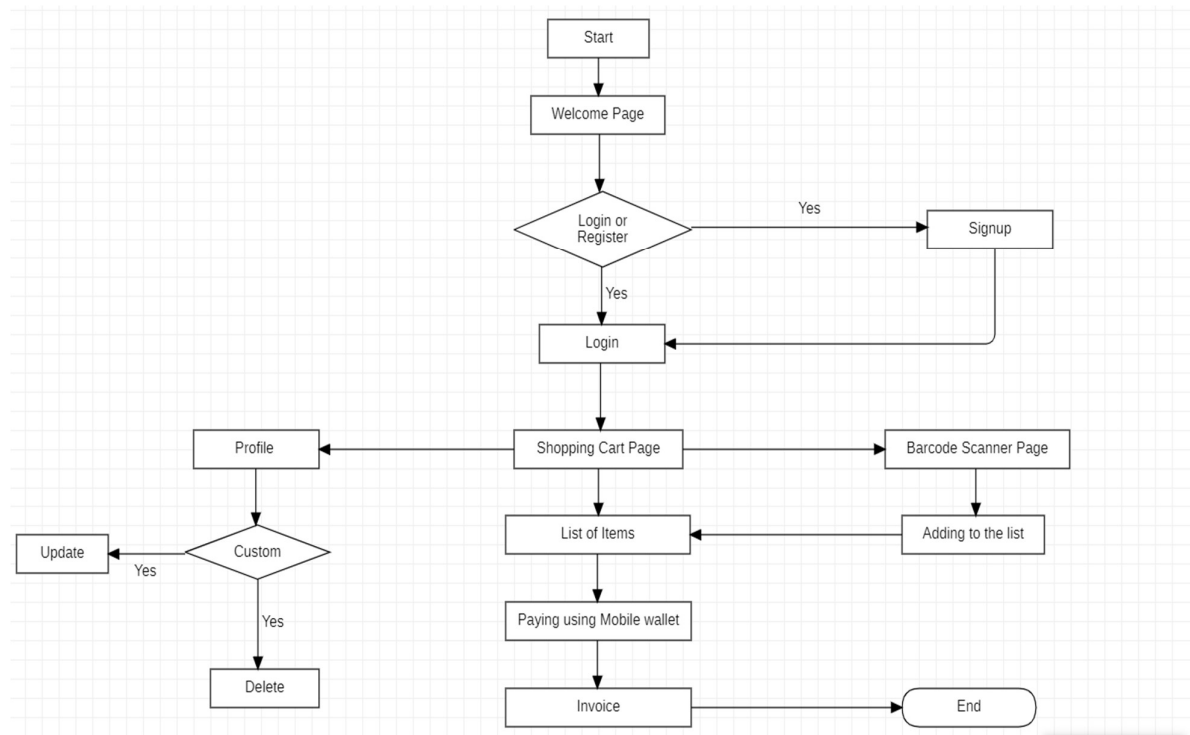 Start
Welcome Page
Login or
Register
Yes
Signup
Yes
Login
Profile
Shopping Cart Page
Barcode Scanner Page
Update
Yes
Custom
List of Items
Adding to the list
Yes
Paying using Mobile wallet
Delete
Invoice
End